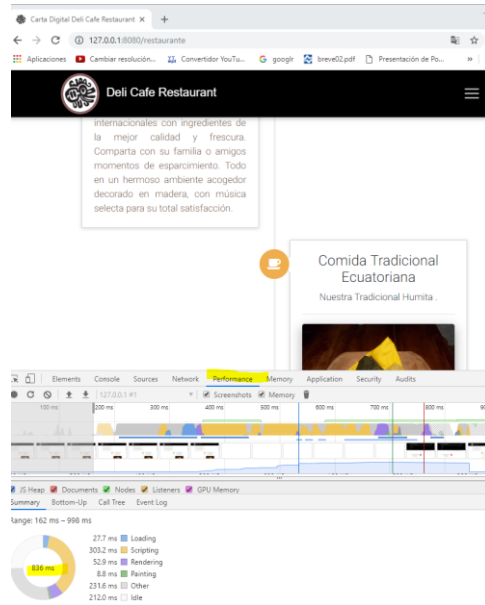 Carta Digital Deli Cafe Restaurant
127.0.0.1:8080/restaurante
Aplicaciones Cambiar resolución... Convertidor YouTu... googlr breve02.pdf Presentación de Po... »
Deli Cafe Restaurant
internacionales con ingredientes de
la mejor calidad y frescura.
Comparta con su familia o amigos
momentos de esparcimiento. Todo
en un hermoso ambiente acogedor
decorado en madera, con música
selecta para su total satisfacción.
Comida Tradicional
Ecuatoriana
Nuestra Tradicional Humita .
Elements Console Sources Network Performance Memory Application Security Audits
127.0.0.1 #1 Screenshots Memory
100 ms 200 ms 300 ms 400 ms 500 ms 600 ms 700 ms 800 ms
JS Heap Documents Nodes Listeners GPU Memory
Summary Bottom-Up Call Tree Event Log
Range: 162 ms – 998 ms
27.7 ms Loading
303.2 ms Scripting
52.9 ms Rendering
8.8 ms Painting
231.6 ms Other
212.0 ms Idle
836 ms